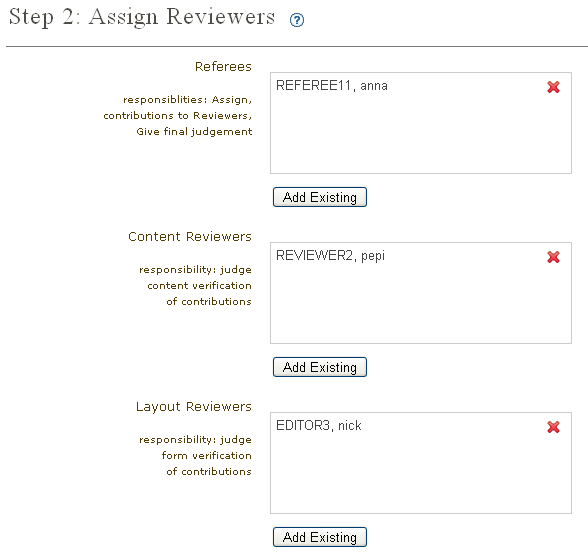 Step 2: Assign Reviewers ?
Referees
responsiblities: Assign,
contributions to Reviewers,
Give final judgement
REFEREE11, anna
Add Existing
Content Reviewers
responsibility: judge
content verification
of contributions
REVIEWER2, pepi
Add Existing
Layout Reviewers
responsibility: judge
form verification
of contributions
EDITOR3, nick
Add Existing